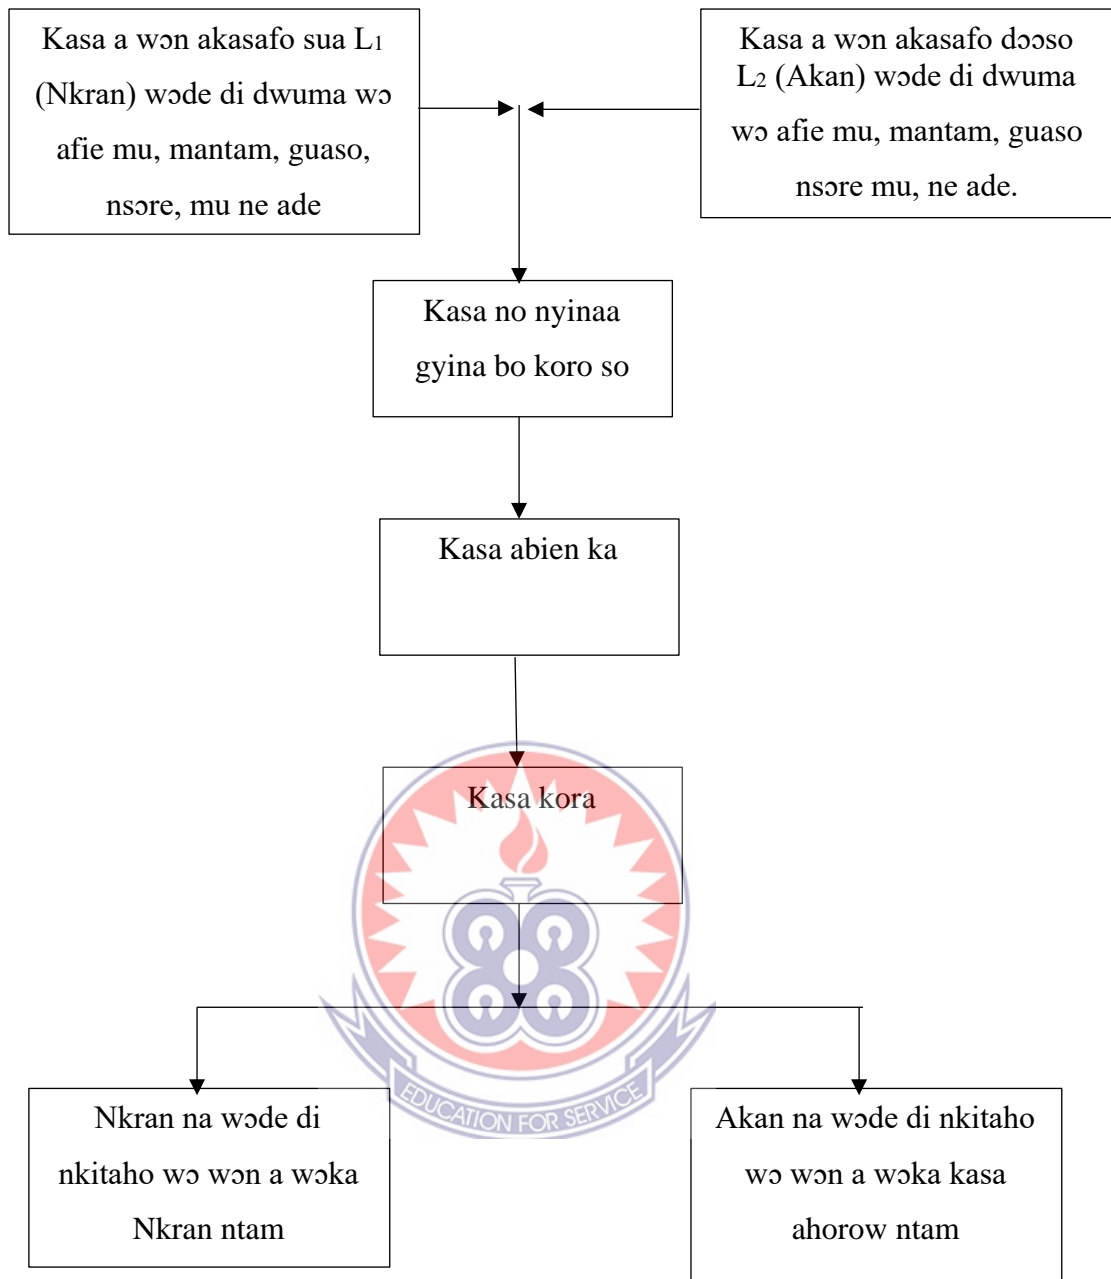 Kasa a wɔn akasafo sua L₁
(Nkran) wɔde di dwuma wɔ
afie mu, mantam, guaso,
nsɔre, mu ne ade
Kasa a wɔn akasafo dɔɔso
L₂ (Akan) wɔde di dwuma
wɔ afie mu, mantam, guaso
nsɔre mu, ne ade.
Kasa no nyinaa
gyina bo koro so
Kasa abien ka
Kasa kora
EDUCATION FOR SERVICE
Nkran na wɔde di
nkitaho wɔ wɔn a wɔka
Nkran ntam
Akan na wɔde di nkitaho
wɔ wɔn a wɔka kasa
ahorow ntam